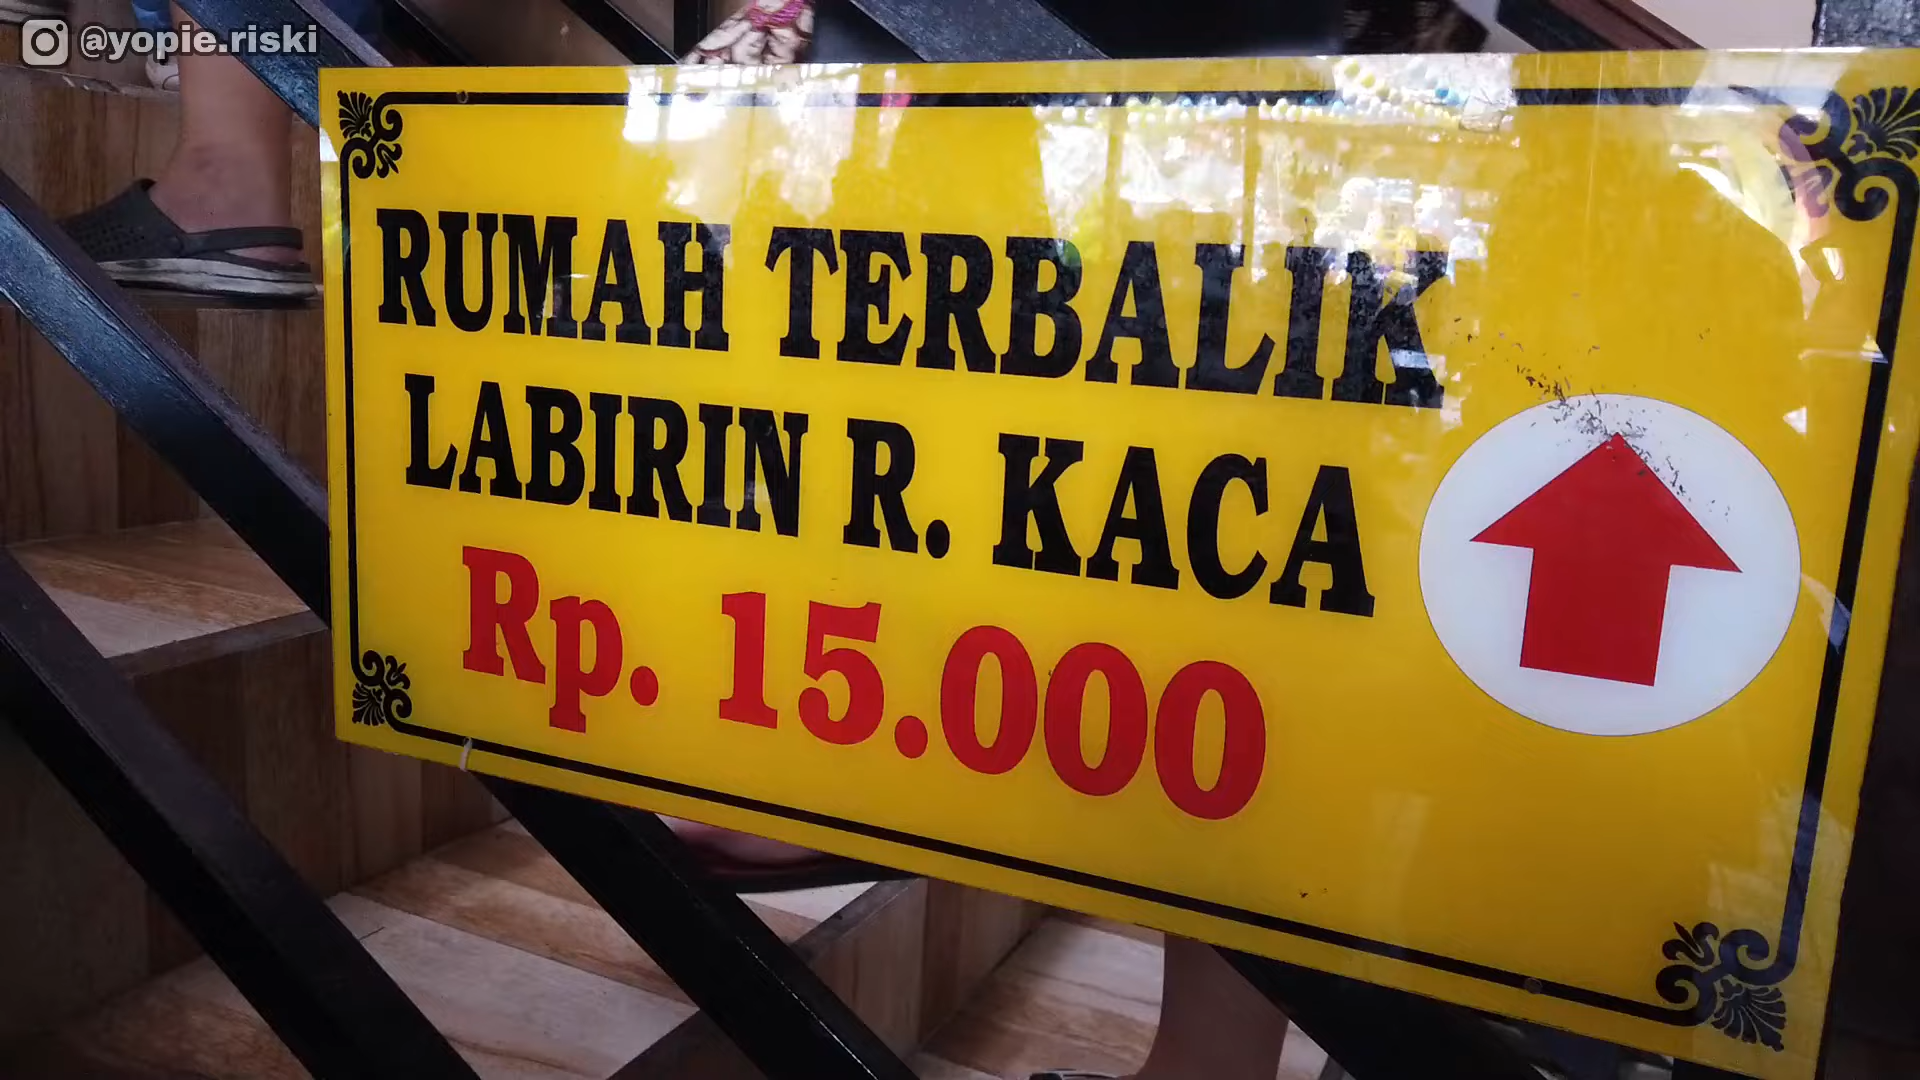 @yopie.riski
RUMAH TERBALIK
LABIRIN R. KACA
Rp. 15.000